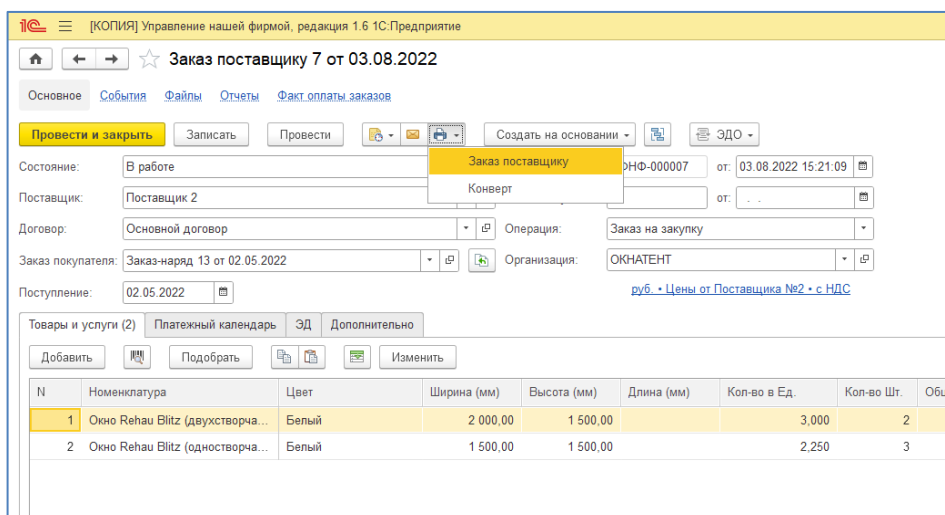 1С [КОПИЯ] Управление нашей фирмой, редакция 1.6 1С:Предприятие
Заказ поставщику 7 от 03.08.2022
Основное События Файлы Отчеты Факт оплаты заказов
Провести и закрыть Записать Провести Создать на основании ЭДО
Состояние: В работе Заказ поставщику НФ-000007 от: 03.08.2022 15:21:09
Поставщик: Поставщик 2 Конверт от: . .
Договор: Основной договор Операция: Заказ на закупку
Заказ покупателя: Заказ-наряд 13 от 02.05.2022 Организация: ОКНАТЕНТ
Поступление: 02.05.2022 руб. • Цены от Поставщика №2 • с НДС
Товары и услуги (2) Платежный календарь ЭД Дополнительно
Добавить Подобрать Изменить
N Номенклатура Цвет Ширина (мм) Высота (мм) Длина (мм) Кол-во в Ед. Кол-во Шт.
1 Окно Rehau Blitz (двухстворча... Белый 2 000,00 1 500,00 3,000 2
2 Окно Rehau Blitz (одностворча... Белый 1 500,00 1 500,00 2,250 3